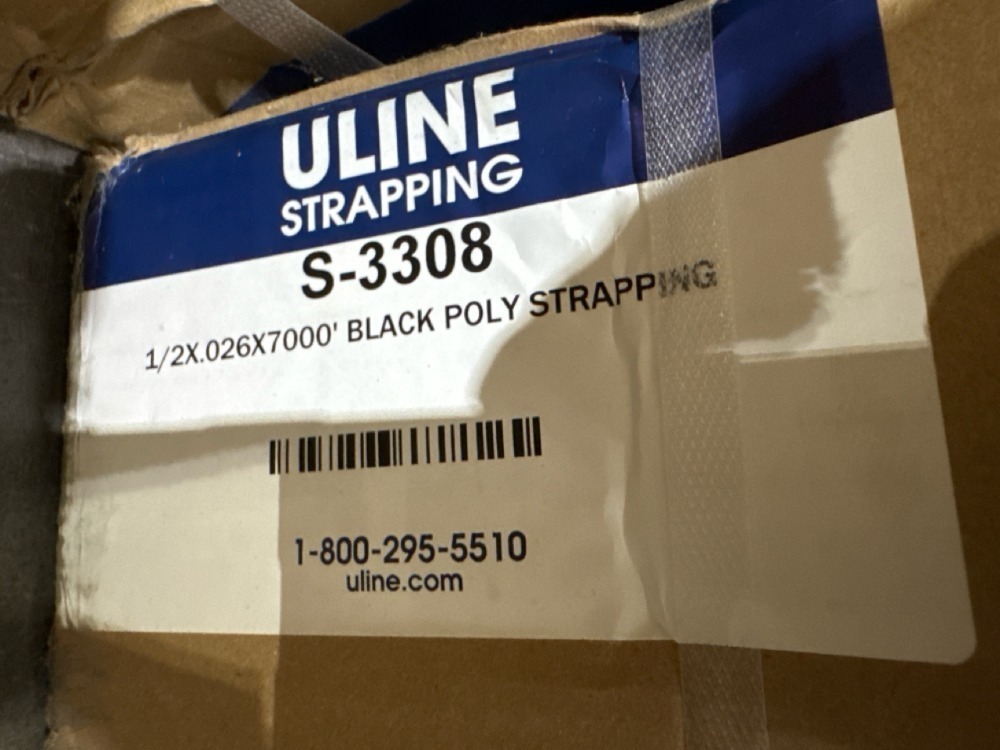 ULINE
STRAPPING
S-3308
1/2X.026X7000' BLACK POLY STRAPPING
1-800-295-5510
uline.com